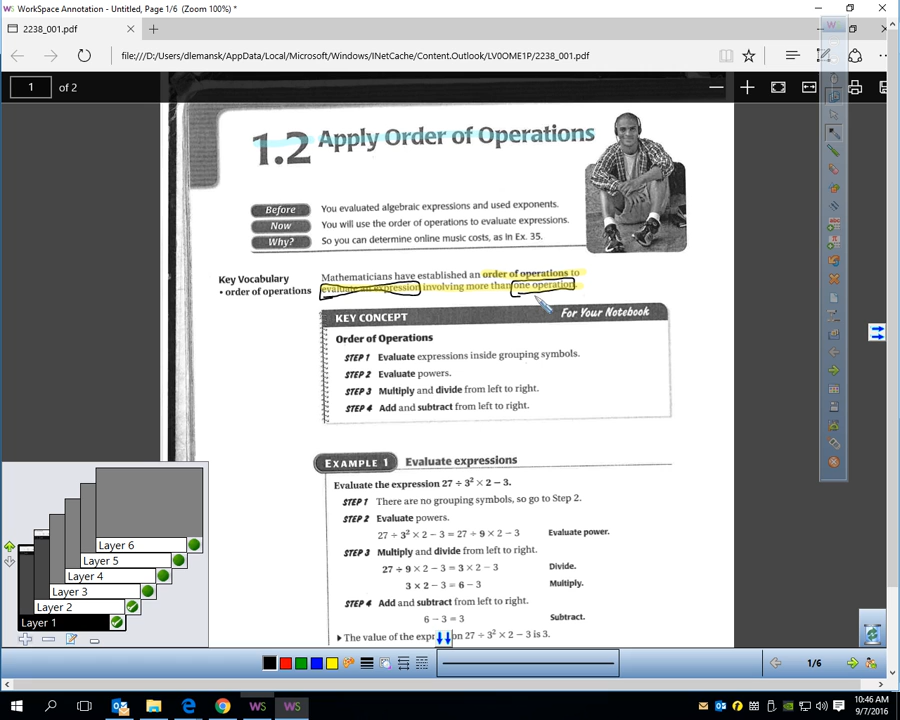 WorkSpace Annotation - Untitled, Page 1/6 (Zoom 100%) *
2238_001.pdf
file:///D:/Users/dlemansk/AppData/Local/Microsoft/Windows/INetCache/Content.Outlook/LV0OME1P/2238_001.pdf
1 of 2
1.2 Apply Order of Operations
Before You evaluated algebraic expressions and used exponents.
Now You will use the order of operations to evaluate expressions.
Why? So you can determine online music costs, as in Ex. 35.
Key Vocabulary
• order of operations
Mathematicians have established an order of operations to
evaluate an expression involving more than one operation.
KEY CONCEPT For Your Notebook
Order of Operations
STEP 1 Evaluate expressions inside grouping symbols.
STEP 2 Evaluate powers.
STEP 3 Multiply and divide from left to right.
STEP 4 Add and subtract from left to right.
EXAMPLE 1 Evaluate expressions
Evaluate the expression 27 ÷ 3² × 2 − 3.
STEP 1 There are no grouping symbols, so go to Step 2.
STEP 2 Evaluate powers.
27 ÷ 3² × 2 − 3 = 27 ÷ 9 × 2 − 3 Evaluate power.
STEP 3 Multiply and divide from left to right.
27 ÷ 9 × 2 − 3 = 3 × 2 − 3 Divide.
3 × 2 − 3 = 6 − 3 Multiply.
STEP 4 Add and subtract from left to right.
6 − 3 = 3 Subtract.
The value of the expr on 27 ÷ 3² × 2 − 3 is 3.
Layer 6
Layer 5
Layer 4
Layer 3
Layer 2
Layer 1
1/6
10:46 AM
9/7/2016